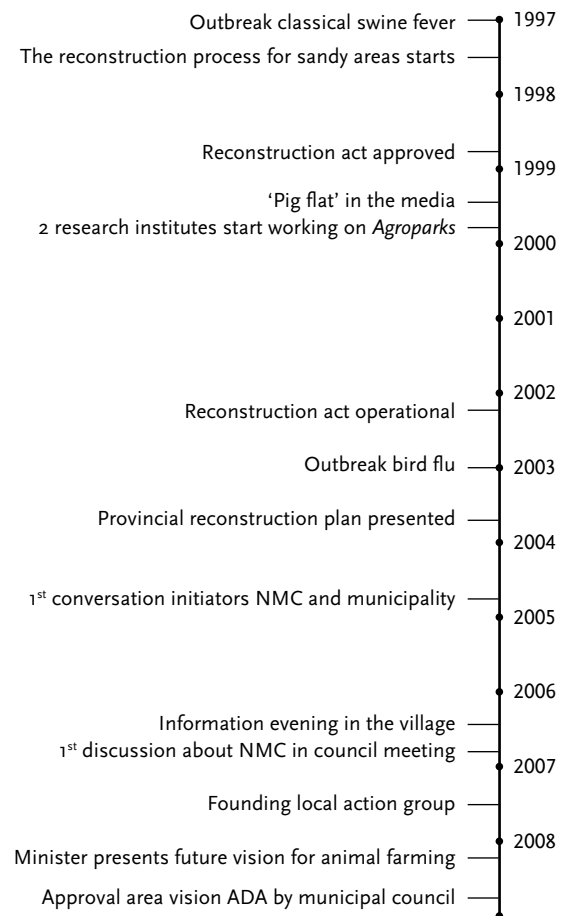 Outbreak classical swine fever
1997
The reconstruction process for sandy areas starts
1998
Reconstruction act approved
1999
‘Pig flat’ in the media
2 research institutes start working on Agroparks
2000
2001
2002
Reconstruction act operational
Outbreak bird flu
2003
Provincial reconstruction plan presented
2004
1st conversation initiators NMC and municipality
2005
2006
Information evening in the village
1st discussion about NMC in council meeting
2007
Founding local action group
2008
Minister presents future vision for animal farming
Approval area vision ADA by municipal council